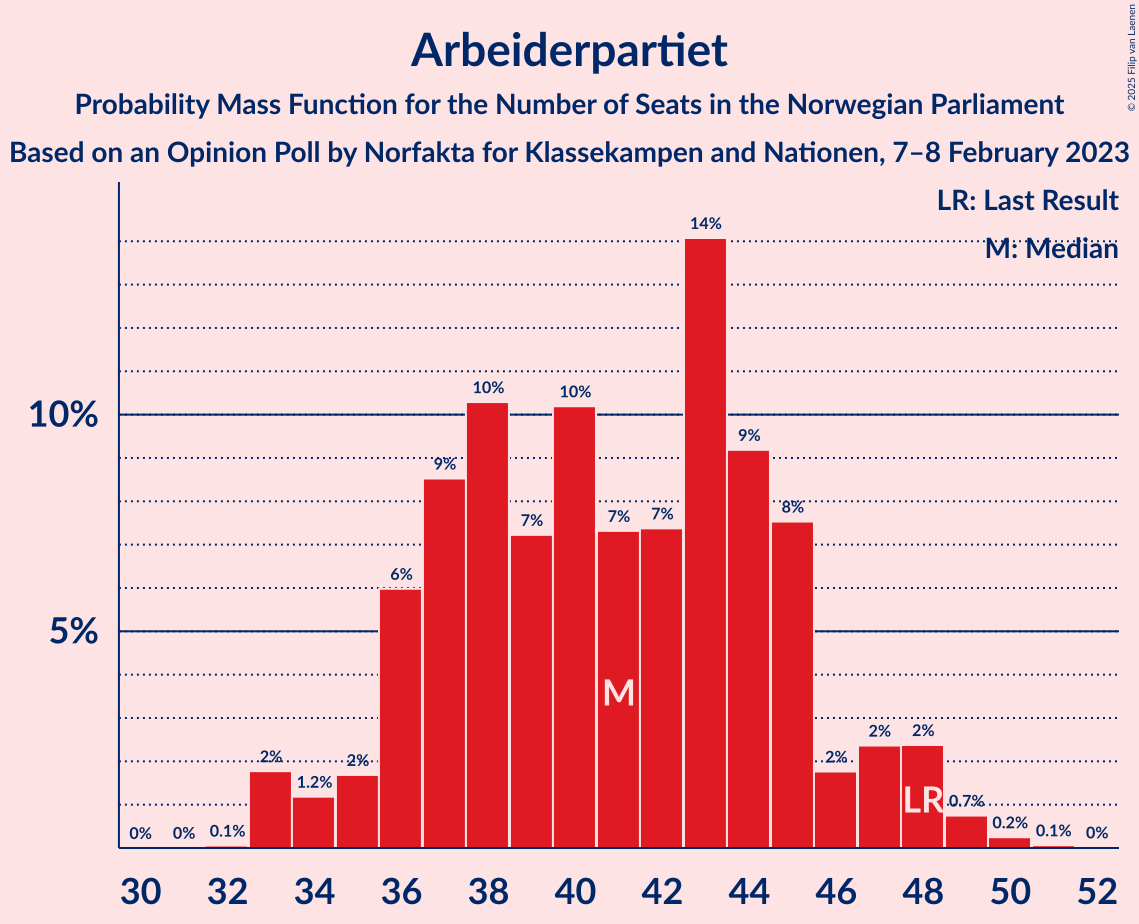 Arbeiderpartiet
Probability Mass Function for the Number of Seats in the Norwegian Parliament
Based on an Opinion Poll by Norfakta for Klassekampen and Nationen, 7–8 February 2023
© 2025 Filip van Laenen
LR: Last Result
M: Median
10%
5%
0%
0%
0.1%
2%
1.2%
2%
6%
9%
10%
7%
10%
7%
7%
14%
9%
8%
2%
2%
2%
0.7%
0.2%
0.1%
0%
M
LR
30 32 34 36 38 40 42 44 46 48 50 52